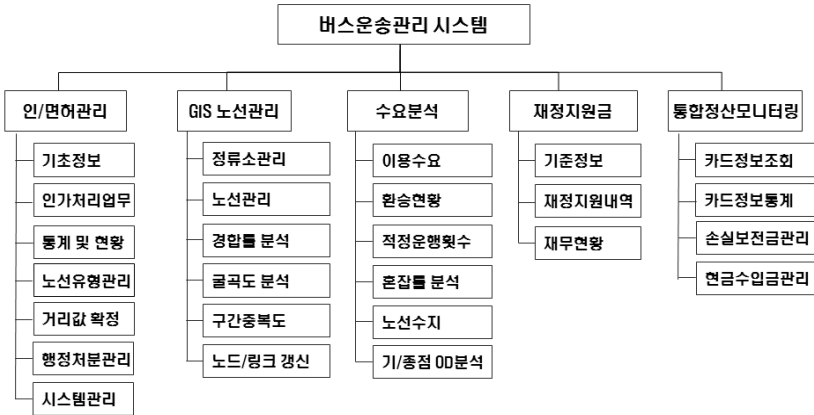 버스운송관리 시스템
인/면허관리
기초정보
인가처리업무
통계 및 현황
노선유형관리
거리값 확정
행정처분관리
시스템관리
GIS 노선관리
정류소관리
노선관리
경합률 분석
굴곡도 분석
구간중복도
노드/링크 갱신
수요분석
이용수요
환승현황
적정운행횟수
혼잡률 분석
노선수지
기/종점 OD분석
재정지원금
기준정보
재정지원내역
재무현황
통합정산모니터링
카드정보조회
카드정보통계
손실보전금관리
현금수입금관리